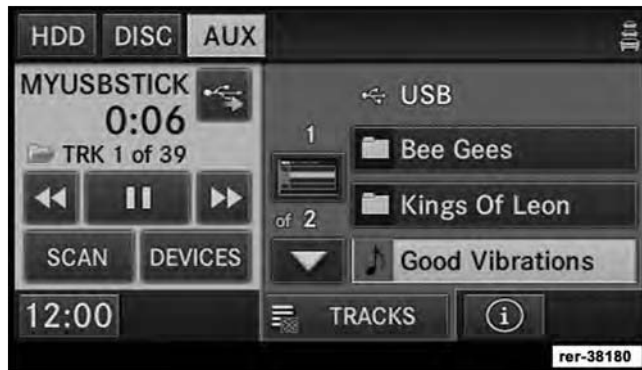 HDD DISC AUX
MYUSBSTICK
0:06
TRK 1 of 39
SCAN DEVICES
12:00
USB
1
of 2
Bee Gees
Kings Of Leon
Good Vibrations
TRACKS i
rer-38180